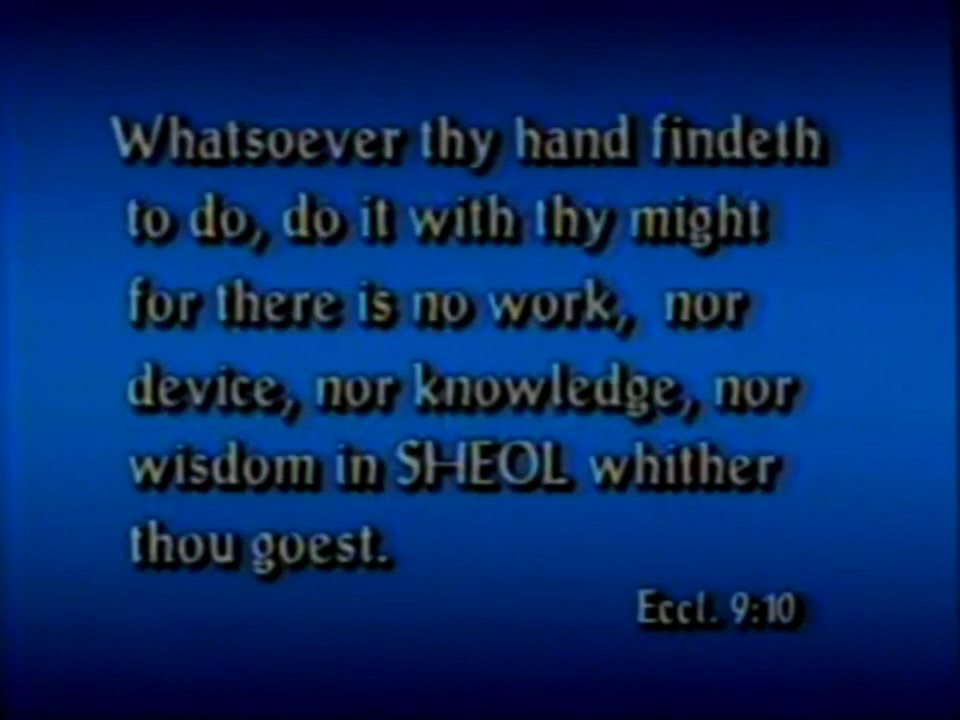 Whatsoever thy hand findeth
to do, do it with thy might
for there is no work, nor
device, nor knowledge, nor
wisdom in SHEOL whither
thou goest.
Eccl. 9:10